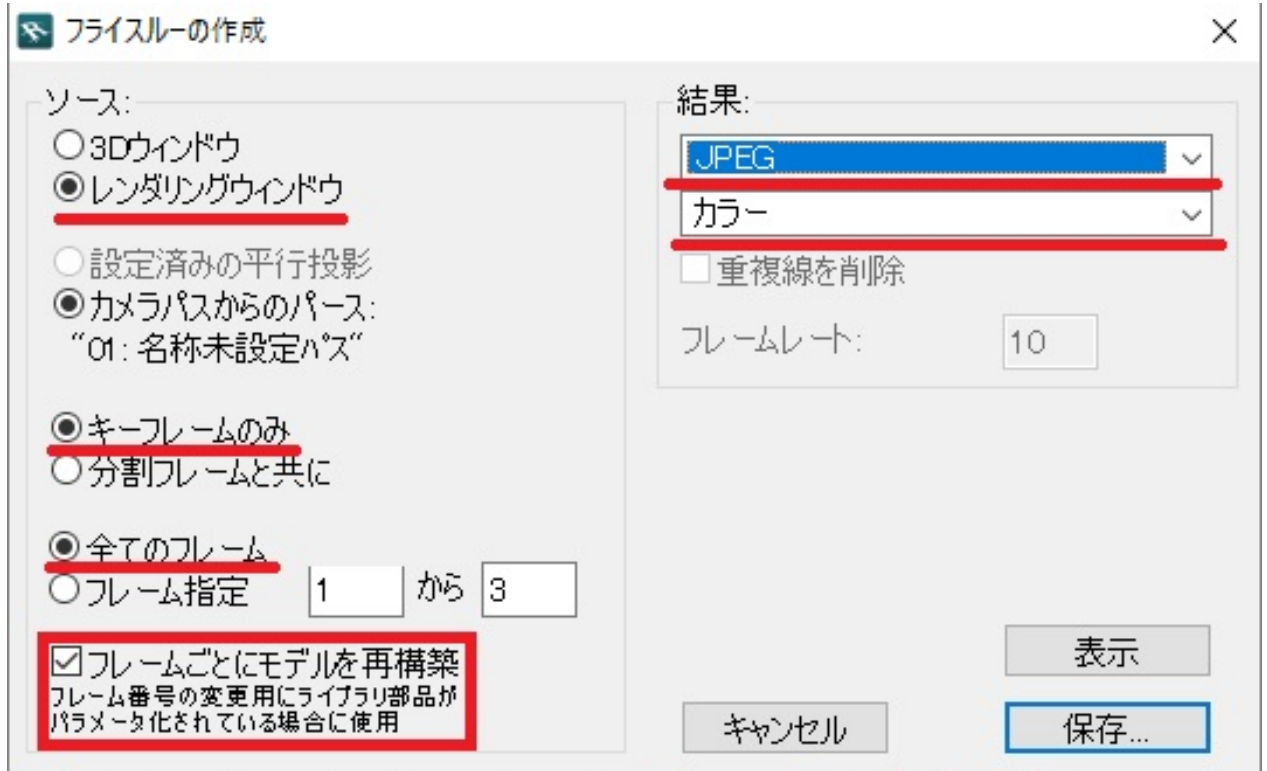 フライスルーの作成
ソース:
3Dウィンドウ
レンダリングウィンドウ
設定済みの平行投影
カメラパスからのパース:
“01: 名称未設定パス“
キーフレームのみ
分割フレームと共に
全てのフレーム
フレーム指定 1 から 3
フレームごとにモデルを再構築
フレーム番号の変更用にライブラリ部品が
パラメータ化されている場合に使用
結果:
JPEG
カラー
重複線を削除
フレームレート: 10
表示
キャンセル 保存...